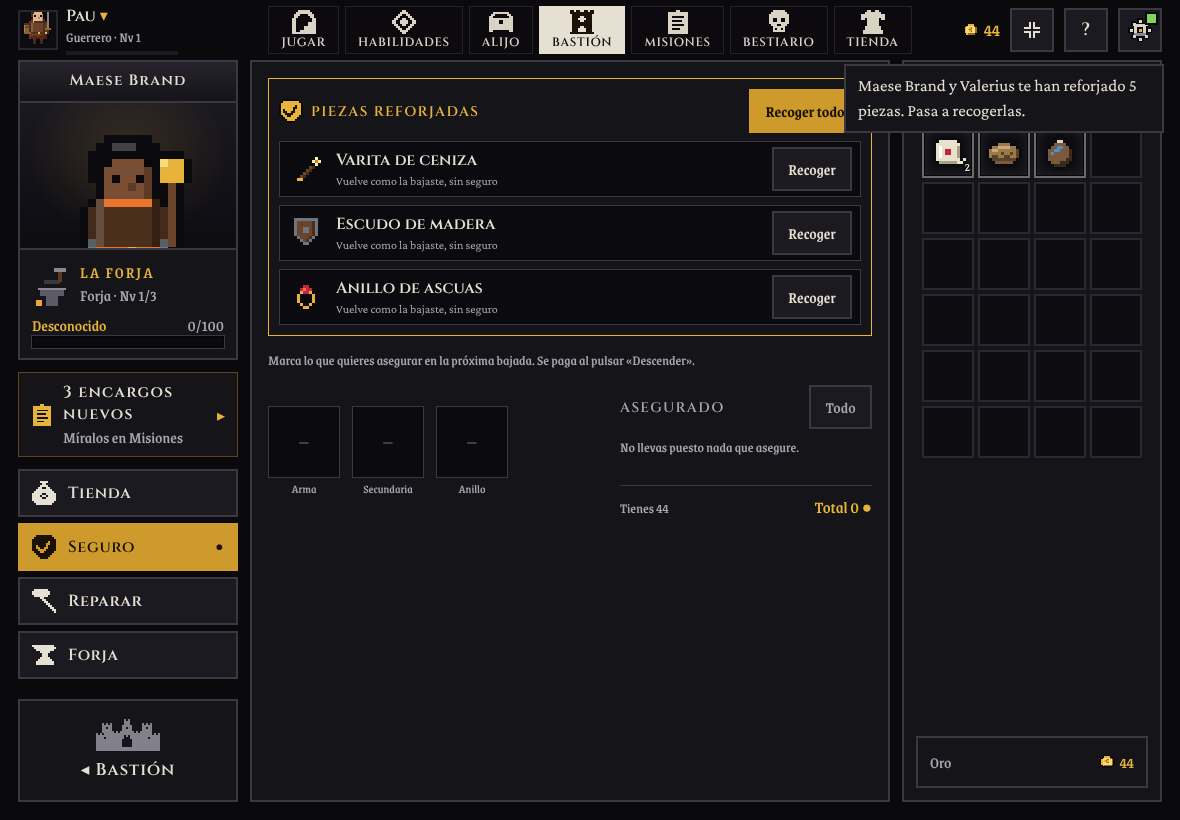 Pau ▾
Guerrero · Nv 1
JUGAR
HABILIDADES
ALIJO
BASTIÓN
MISIONES
BESTIARIO
TIENDA
44
?
Maese Brand
LA FORJA
Forja · Nv 1/3
Desconocido 0/100
3 ENCARGOS
NUEVOS
Míralos en Misiones
Tienda
Seguro
Reparar
Forja
◂ Bastión
PIEZAS REFORJADAS
Recoger todo
Varita de ceniza
Vuelve como la bajaste, sin seguro
Recoger
Escudo de madera
Vuelve como la bajaste, sin seguro
Recoger
Anillo de ascuas
Vuelve como la bajaste, sin seguro
Recoger
Marca lo que quieres asegurar en la próxima bajada. Se paga al pulsar «Descender».
—
—
—
Arma
Secundaria
Anillo
ASEGURADO
Todo
No llevas puesto nada que asegure.
Tienes 44
Total 0
Maese Brand y Valerius te han reforjado 5
piezas. Pasa a recogerlas.
2
Oro
44